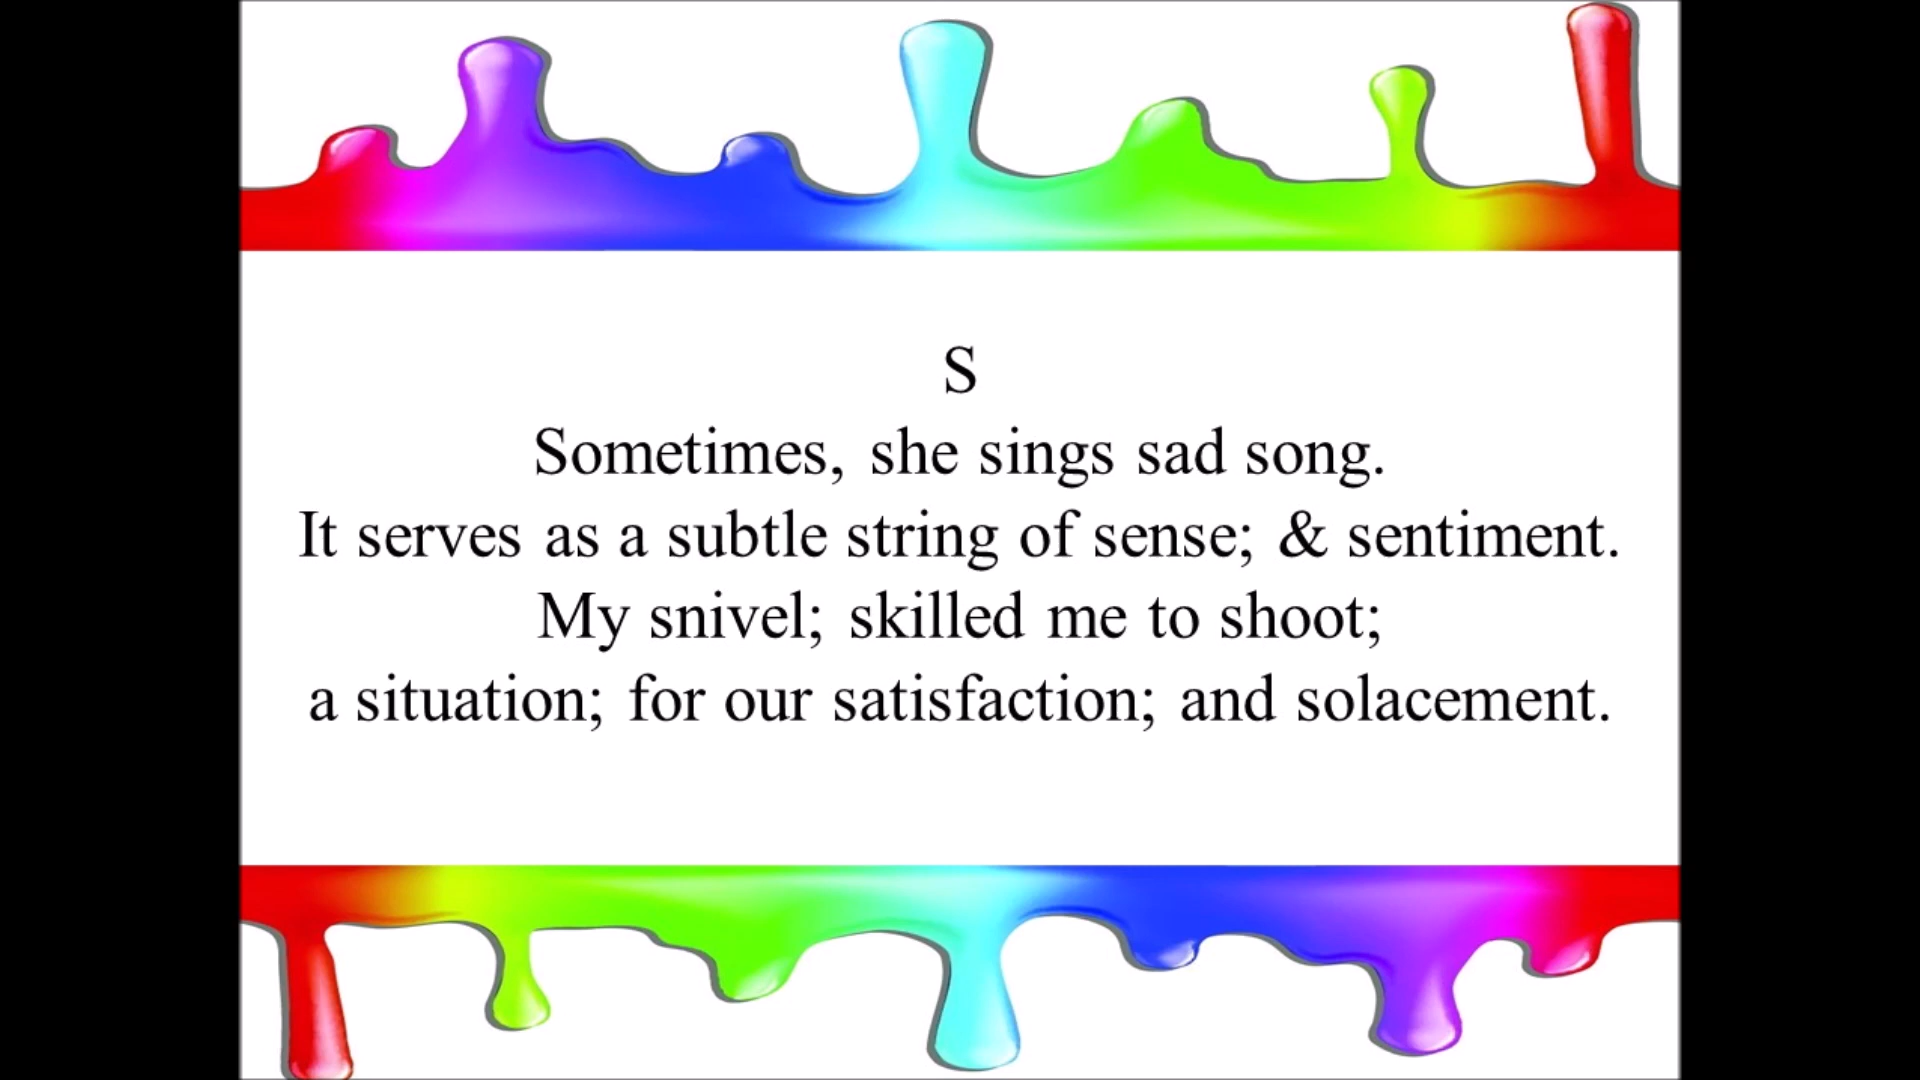 S
Sometimes, she sings sad song.
It serves as a subtle string of sense; & sentiment.
My snivel; skilled me to shoot;
a situation; for our satisfaction; and solacement.